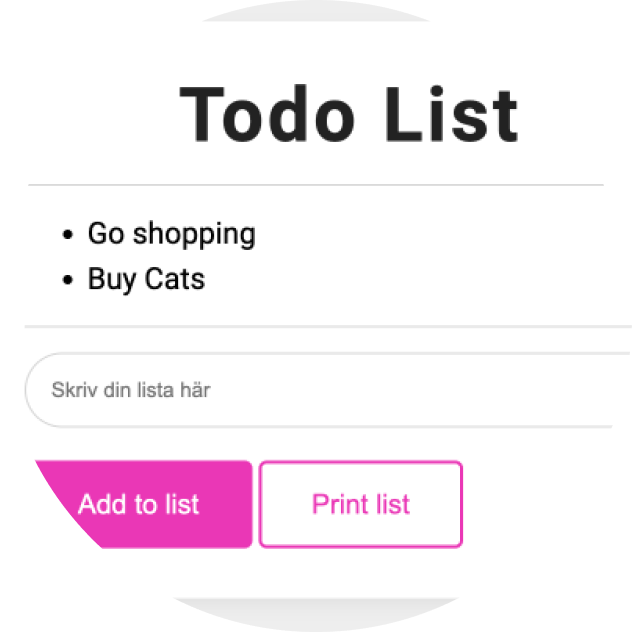 Todo List
Go shopping
Buy Cats
Skriv din lista här
Add to list
Print list